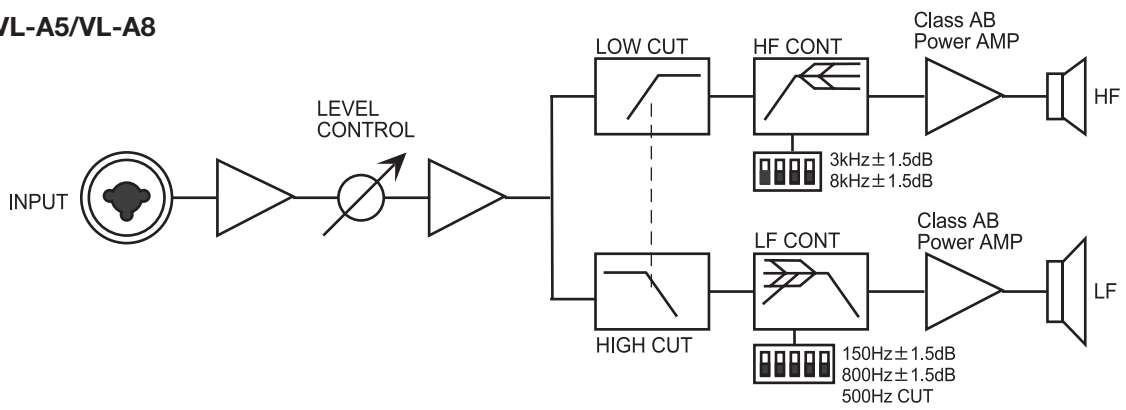 VL-A5/VL-A8
Class AB
Power AMP
LOW CUT
HF CONT
HF
LEVEL
CONTROL
3kHz±1.5dB
8kHz±1.5dB
INPUT
Class AB
Power AMP
LF CONT
LF
HIGH CUT
150Hz±1.5dB
800Hz±1.5dB
500Hz CUT